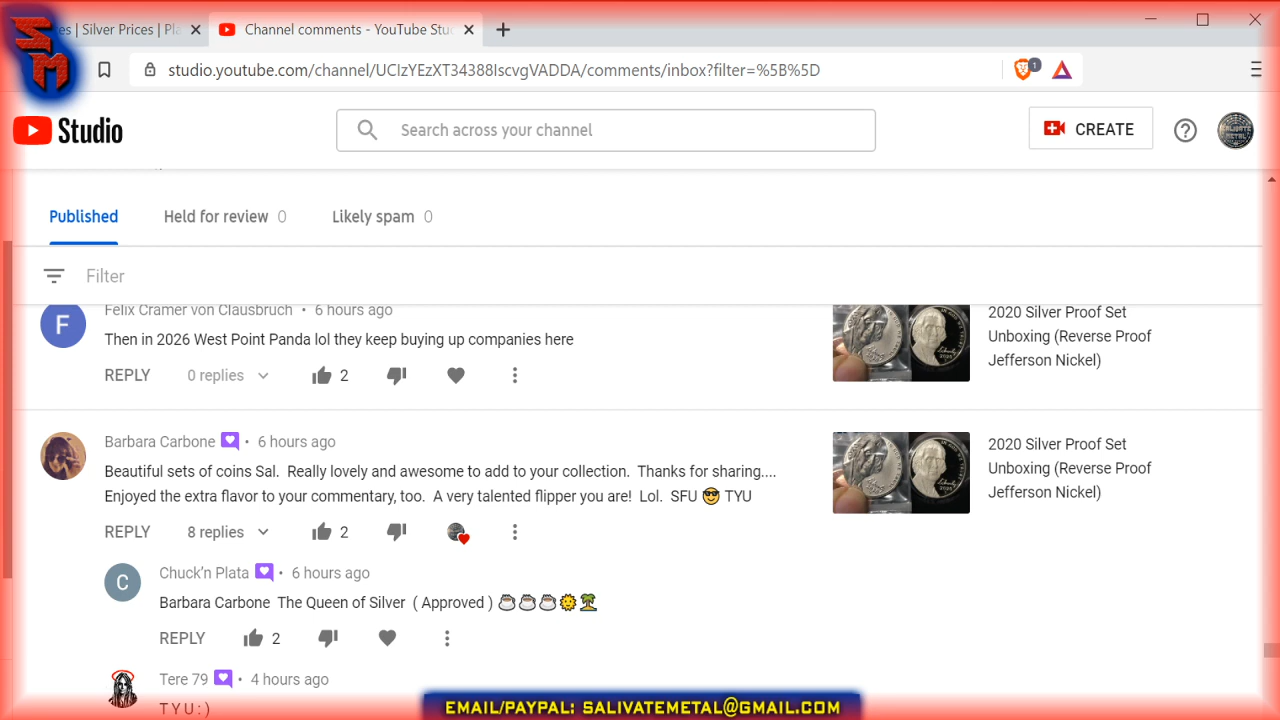 SM
es | Silver Prices | Pla
Channel comments - YouTube Stud
studio.youtube.com/channel/UCIzYEzXT34388IscvgVADDA/comments/inbox?filter=%5B%5D
1
Studio
Search across your channel
CREATE
Published
Held for review 0
Likely spam 0
Filter
F
Felix Cramer von Clausbruch • 6 hours ago
Then in 2026 West Point Panda lol they keep buying up companies here
REPLY 0 replies 2
2020 Silver Proof Set
Unboxing (Reverse Proof
Jefferson Nickel)
Barbara Carbone • 6 hours ago
Beautiful sets of coins Sal. Really lovely and awesome to add to your collection. Thanks for sharing....
Enjoyed the extra flavor to your commentary, too. A very talented flipper you are! Lol. SFU 😎 TYU
REPLY 8 replies 2
2020 Silver Proof Set
Unboxing (Reverse Proof
Jefferson Nickel)
C
Chuck’n Plata • 6 hours ago
Barbara Carbone The Queen of Silver ( Approved ) ☕☕☕🌞🏝
REPLY 2
Tere 79 • 4 hours ago
T Y U : )
EMAIL/PAYPAL: SALIVATEMETAL@GMAIL.COM